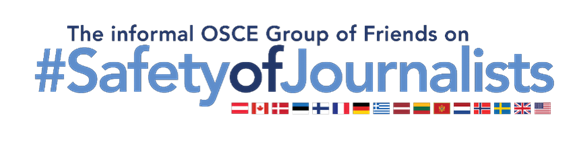 The informal OSCE Group of Friends on
#SafetyofJournalists